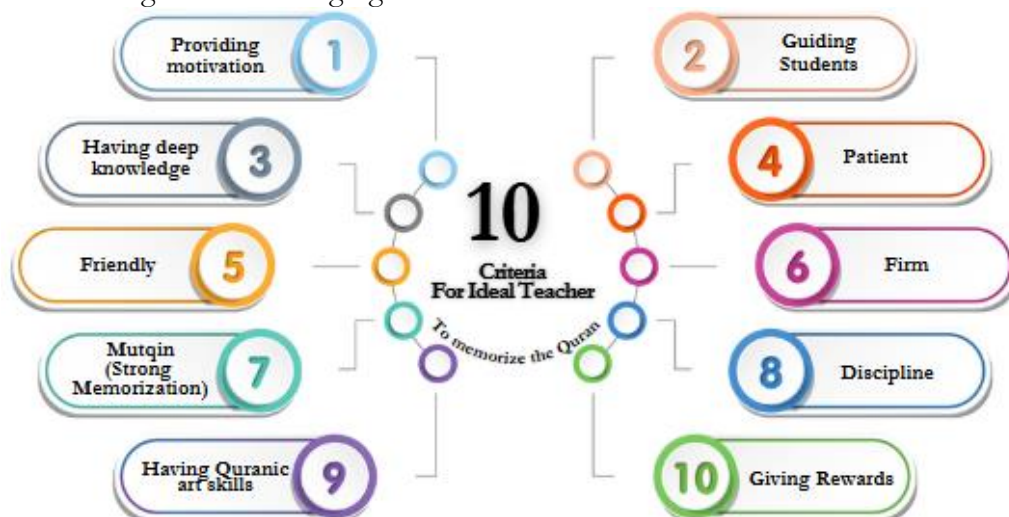 Providing
motivation
1
2
Guiding
Students
Having deep
knowledge
3
4
Patient
Friendly
5
6
Firm
Mutqin
(Strong
Memorization)
7
8
Discipline
Having Quranic
art skills
9
10
Giving Rewards
10
Criteria
For Ideal Teacher
To memorize the Quran